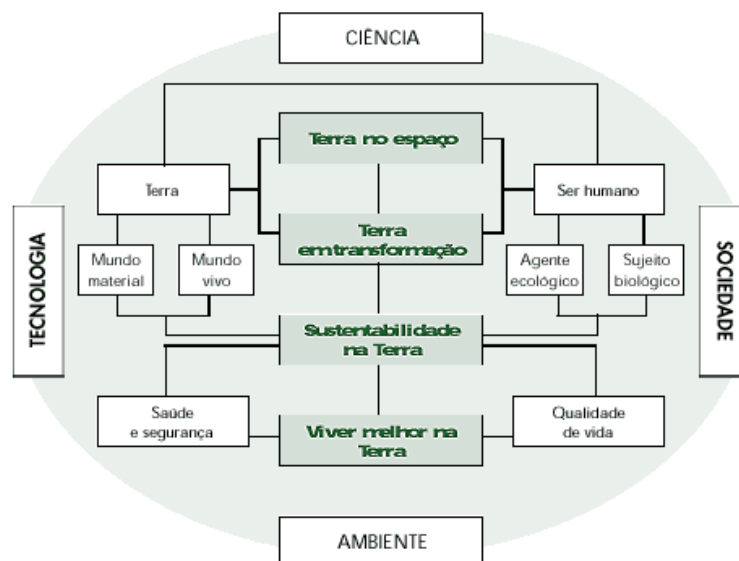 CIÊNCIA
Terra no espaço
Terra
Ser humano
Terra
em transformação
TECNOLOGIA
SOCIEDADE
Mundo
material
Mundo
vivo
Agente
ecológico
Sujeito
biológico
Sustentabilidade
na Terra
Saúde
e segurança
Viver melhor na
Terra
Qualidade
de vida
AMBIENTE